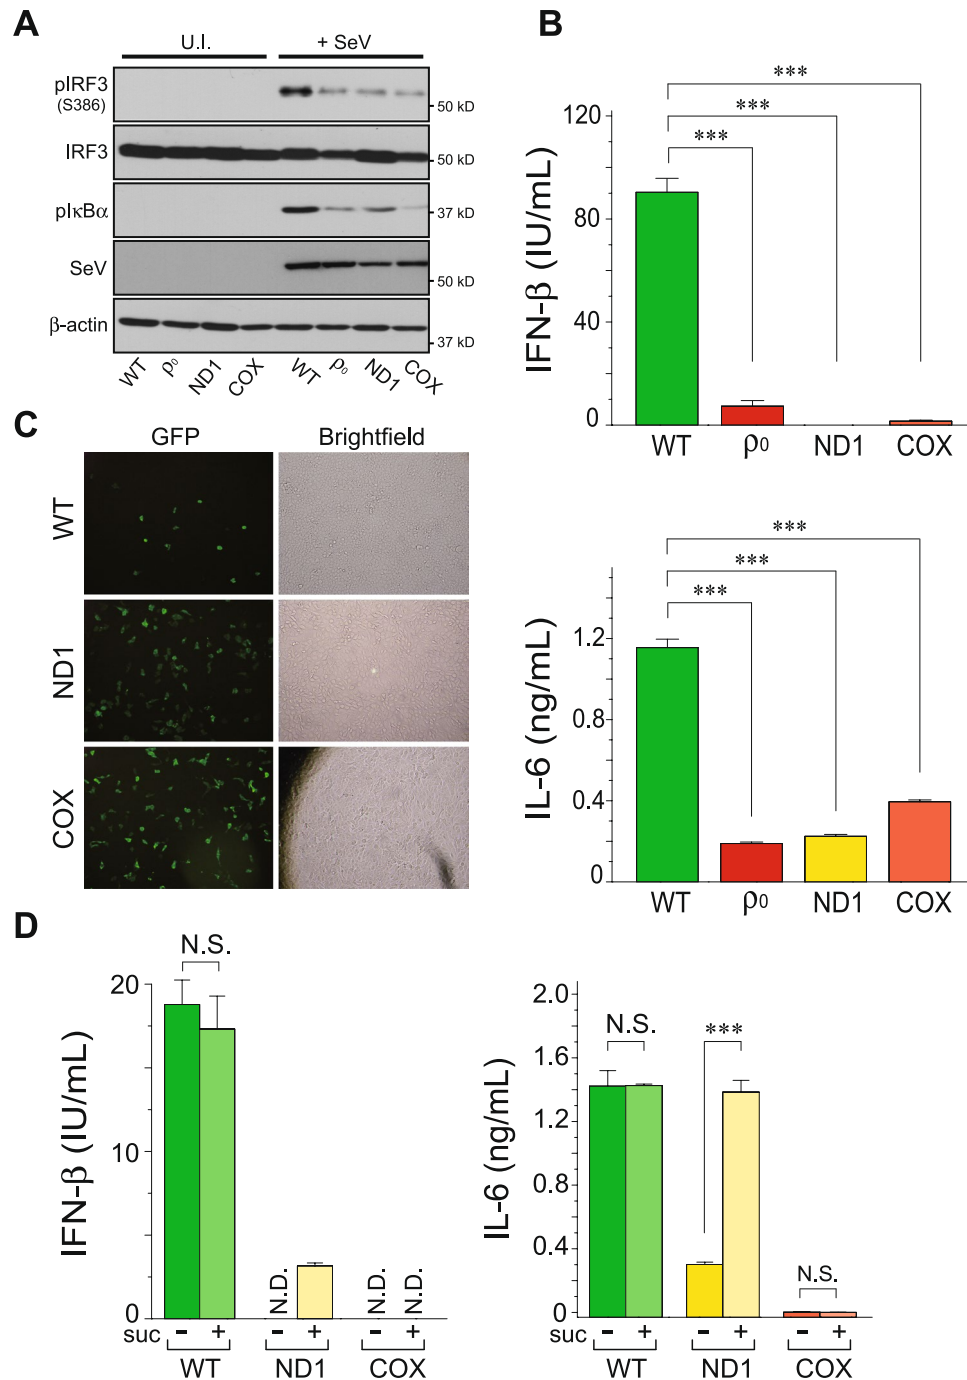 A
U.I.
+ SeV
pIRF3
(S386)
50 kD
IRF3
50 kD
pIκBα
37 kD
SeV
50 kD
β-actin
37 kD
WT
ρ0
ND1
COX
WT
ρ0
ND1
COX
B
***
***
***
IFN-β (IU/mL)
120
80
40
0
WT
ρ0
ND1
COX
***
***
***
IL-6 (ng/mL)
1.2
0.8
0.4
0
WT
ρ0
ND1
COX
C
GFP
Brightfield
WT
ND1
COX
D
N.S.
IFN-β (IU/mL)
20
10
0
N.D.
N.D.
N.D.
suc - + - + - +
WT
ND1
COX
N.S.
***
N.S.
IL-6 (ng/mL)
2.0
1.6
1.2
0.8
0.4
0
suc - + - + - +
WT
ND1
COX